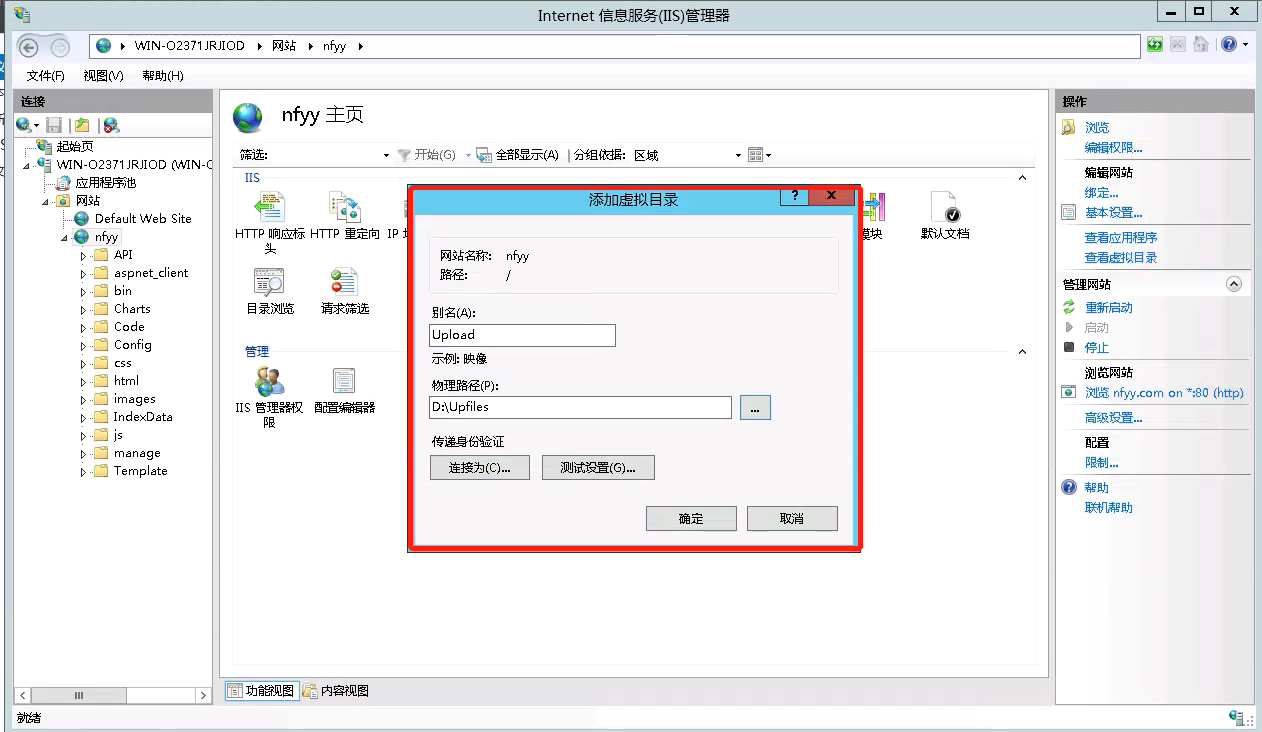 Internet 信息服务(IIS)管理器
WIN-O2371JRJIOD 网站 nfyy
文件(F) 视图(V) 帮助(H)
连接
起始页
WIN-O2371JRJIOD (WIN-O
应用程序池
网站
Default Web Site
nfyy
API
aspnet_client
bin
Charts
Code
Config
css
html
images
IndexData
js
manage
Template
nfyy 主页
筛选: 开始(G) 全部显示(A) 分组依据: 区域
IIS
HTTP 响应标头
HTTP 重定向
IP
模块
默认文档
目录浏览
请求筛选
管理
IIS 管理器权限
配置编辑器
添加虚拟目录
?
网站名称: nfyy
路径: /
别名(A):
Upload
示例: 映像
物理路径(P):
D:\Upfiles
...
传递身份验证
连接为(C)... 测试设置(G)...
确定 取消
功能视图 内容视图
操作
浏览
编辑权限...
编辑网站
绑定...
基本设置...
查看应用程序
查看虚拟目录
管理网站
重新启动
启动
停止
浏览网站
浏览 nfyy.com on *:80 (http)
高级设置...
配置
限制...
帮助
联机帮助
就绪